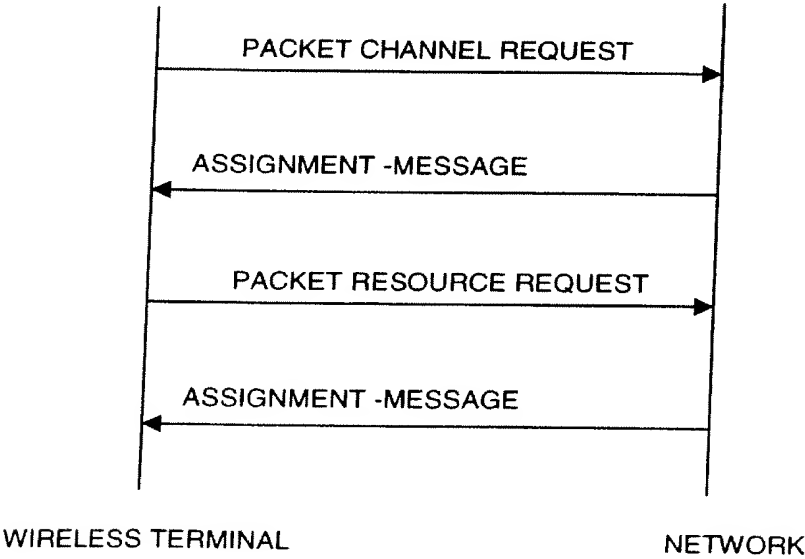 PACKET CHANNEL REQUEST
ASSIGNMENT -MESSAGE
PACKET RESOURCE REQUEST
ASSIGNMENT -MESSAGE
WIRELESS TERMINAL
NETWORK